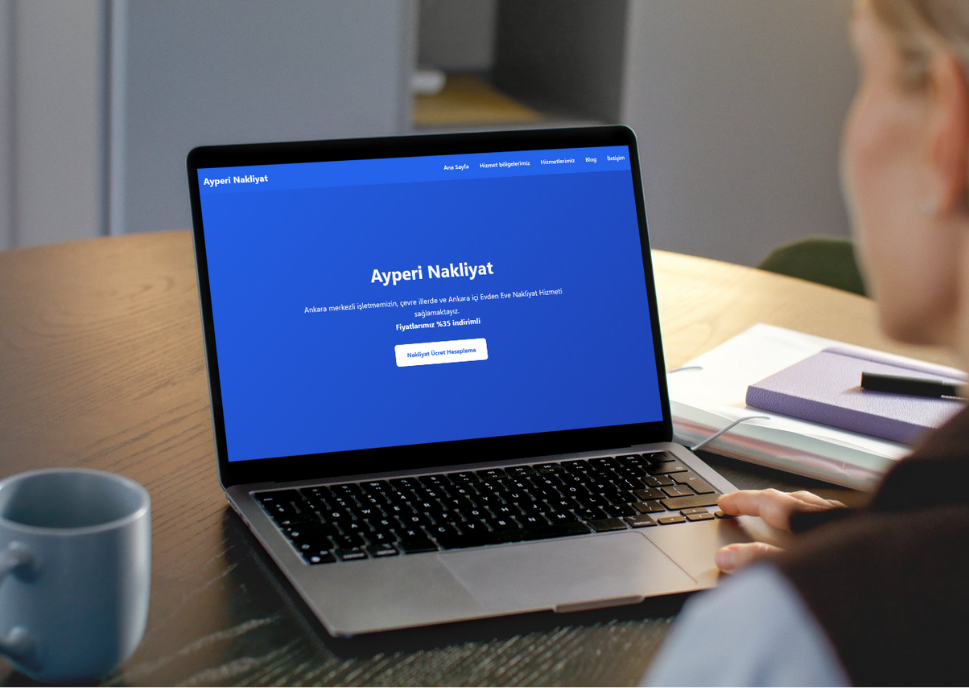 Ayperi Nakliyat
Ana Sayfa Hizmet bölgelerimiz Hizmetlerimiz Blog İletişim
Ayperi Nakliyat
Ankara merkezli işletmemizin, çevre illerde ve Ankara içi Evden Eve Nakliyat Hizmeti
sağlamaktayız.
Fiyatlarımız %35 indirimli
Nakliyat Ücret Hesaplama